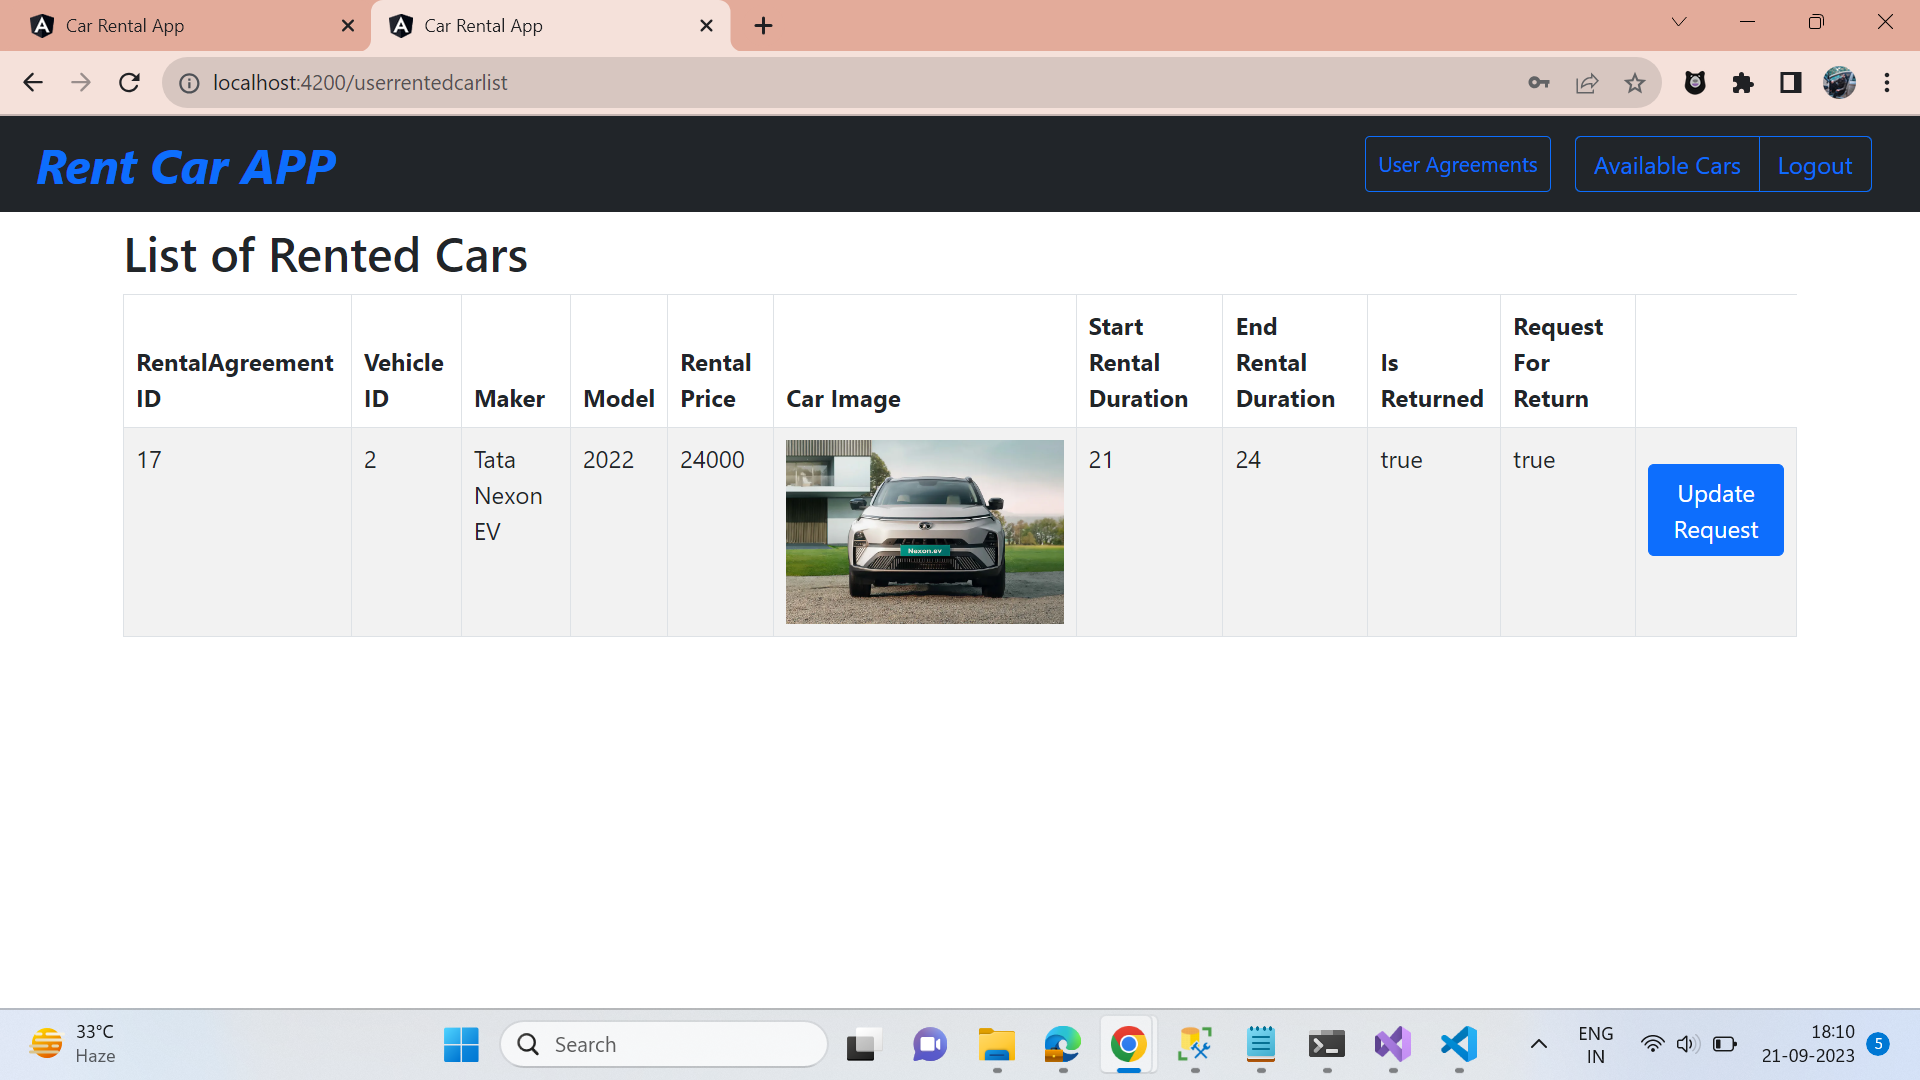 Car Rental App
Car Rental App
localhost:4200/userrentedcarlist
Rent Car APP
User Agreements
Available Cars
Logout
List of Rented Cars
RentalAgreement
ID
Vehicle
ID
Maker
Model
Rental
Price
Car Image
Start
Rental
Duration
End
Rental
Duration
Is
Returned
Request
For
Return
17
2
Tata
Nexon
EV
2022
24000
Nexon.ev
21
24
true
true
Update
Request
33°C
Haze
Search
ENG
IN
18:10
21-09-2023
5